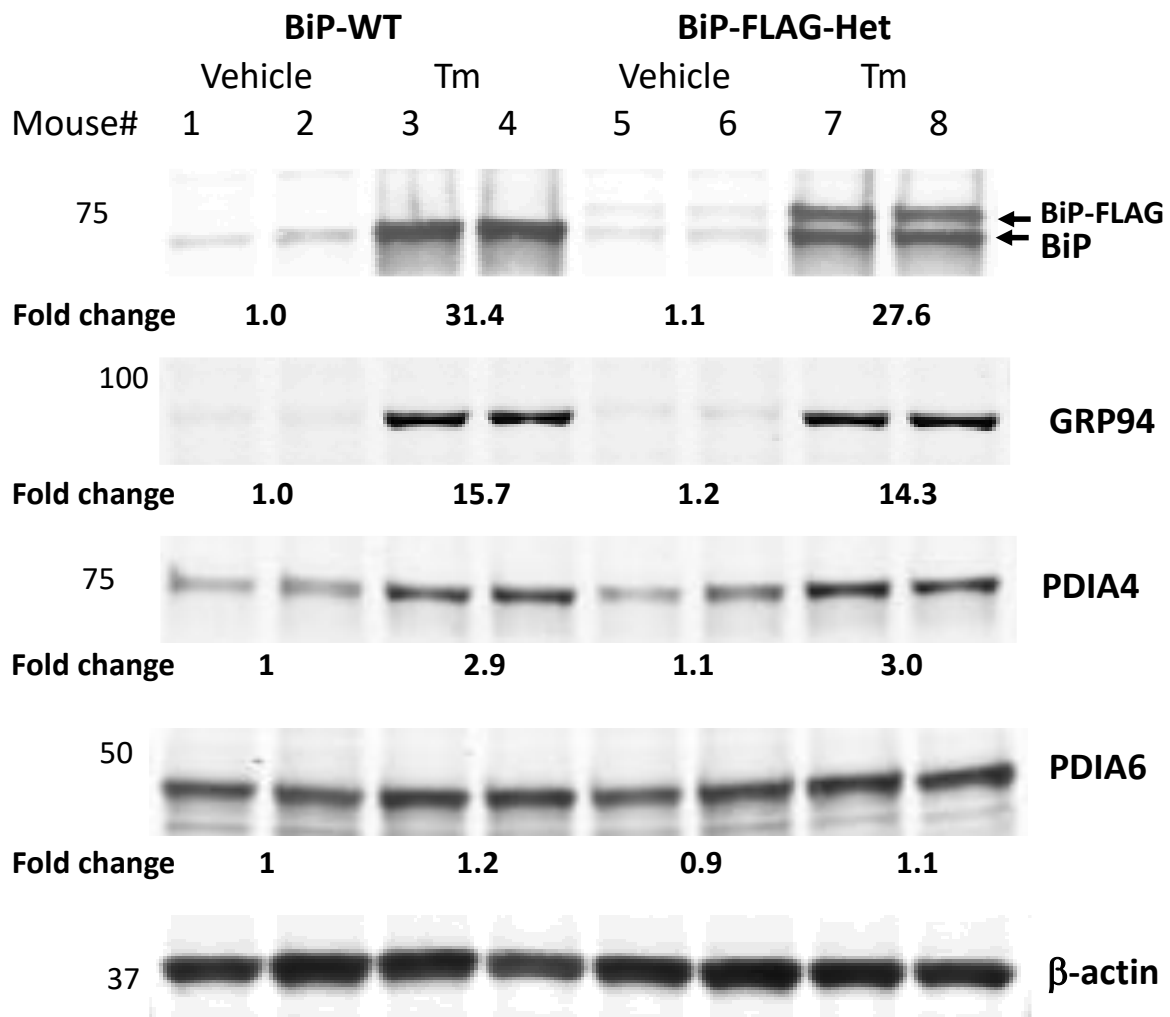 BiP-WT BiP-FLAG-Het
Vehicle Tm Vehicle Tm
Mouse# 1 2 3 4 5 6 7 8
75 BiP-FLAG
BiP
Fold change 1.0 31.4 1.1 27.6
100
GRP94
Fold change 1.0 15.7 1.2 14.3
75 PDIA4
Fold change 1 2.9 1.1 3.0
50 PDIA6
Fold change 1 1.2 0.9 1.1
37 β-actin